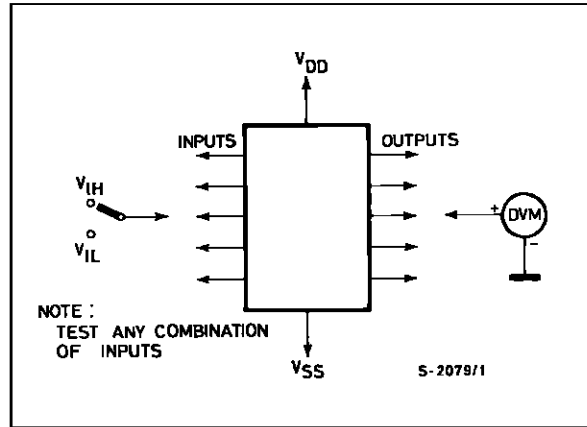 VDD
INPUTS
OUTPUTS
VIH
VIL
+
DVM
-
NOTE :
TEST ANY COMBINATION
OF INPUTS
VSS
S-2079/1